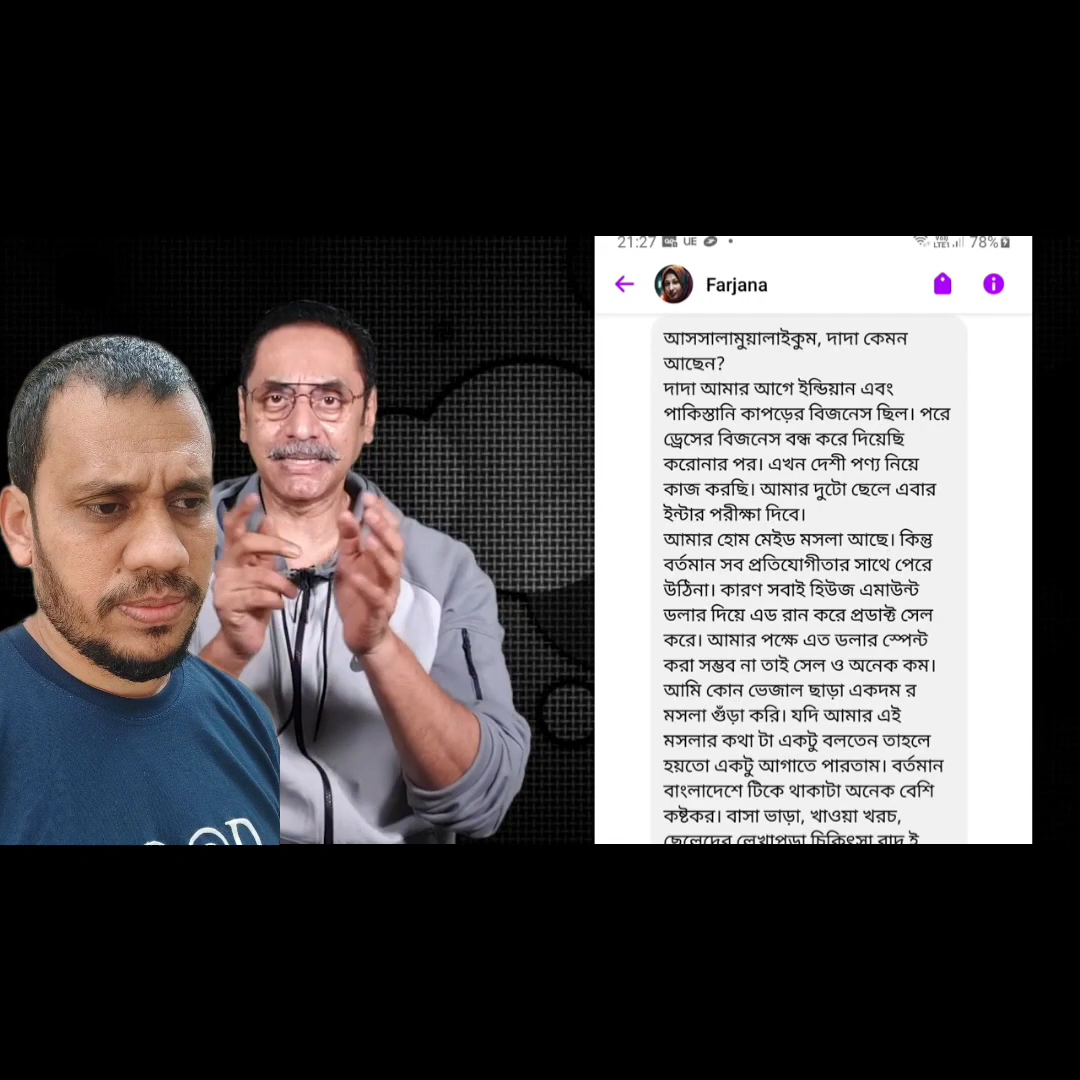 21:27 UE 78%
Farjana
আসসালামুয়ালাইকুম, দাদা কেমন
আছেন?
দাদা আমার আগে ইন্ডিয়ান এবং
পাকিস্তানি কাপড়ের বিজনেস ছিল। পরে
ড্রেসের বিজনেস বন্ধ করে দিয়েছি
করোনার পর। এখন দেশী পণ্য নিয়ে
কাজ করছি। আমার দুটো ছেলে এবার
ইন্টার পরীক্ষা দিবে।
আমার হোম মেইড মসলা আছে। কিন্তু
বর্তমান সব প্রতিযোগীতার সাথে পেরে
উঠিনা। কারণ সবাই হিউজ এমাউন্ট
ডলার দিয়ে এড রান করে প্রডাক্ট সেল
করে। আমার পক্ষে এত ডলার স্পেন্ট
করা সম্ভব না তাই সেল ও অনেক কম।
আমি কোন ভেজাল ছাড়া একদম র
মসলা গুঁড়া করি। যদি আমার এই
মসলার কথা টা একটু বলতেন তাহলে
হয়তো একটু আগাতে পারতাম। বর্তমান
বাংলাদেশে টিকে থাকাটা অনেক বেশি
কষ্টকর। বাসা ভাড়া, খাওয়া খরচ,
ছেলেদের লেখাপড়া চিকিৎসা বাদ ই